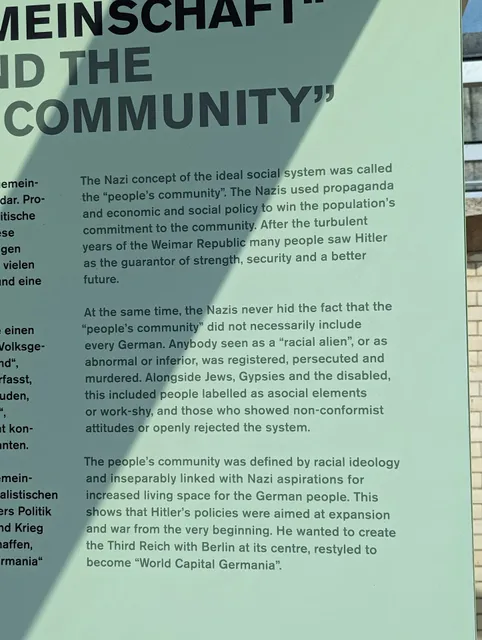 MEINSCHAFT”
ND THE
COMMUNITY”
gemein-
dar. Pro-
litische
ese
gen
vielen
und eine
e einen
Volksge-
nd“,
rfasst,
uden,
“,
t kon-
nten.
emein-
alistischen
ers Politik
nd Krieg
haffen,
rmania“
The Nazi concept of the ideal social system was called
the “people’s community”. The Nazis used propaganda
and economic and social policy to win the population’s
commitment to the community. After the turbulent
years of the Weimar Republic many people saw Hitler
as the guarantor of strength, security and a better
future.
At the same time, the Nazis never hid the fact that the
“people’s community” did not necessarily include
every German. Anybody seen as a “racial alien”, or as
abnormal or inferior, was registered, persecuted and
murdered. Alongside Jews, Gypsies and the disabled,
this included people labelled as asocial elements
or work-shy, and those who showed non-conformist
attitudes or openly rejected the system.
The people’s community was defined by racial ideology
and inseparably linked with Nazi aspirations for
increased living space for the German people. This
shows that Hitler’s policies were aimed at expansion
and war from the very beginning. He wanted to create
the Third Reich with Berlin at its centre, restyled to
become “World Capital Germania”.